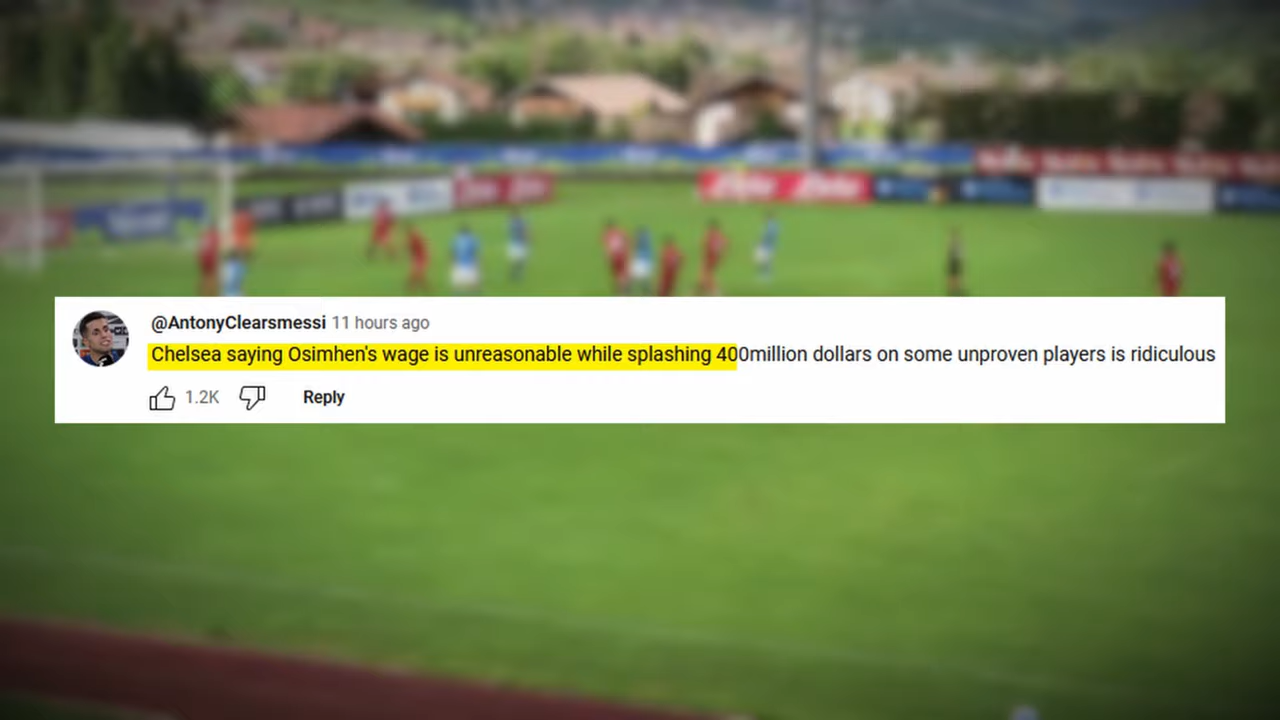 @AntonyClearsmessi 11 hours ago
Chelsea saying Osimhen's wage is unreasonable while splashing 400million dollars on some unproven players is ridiculous
1.2K Reply